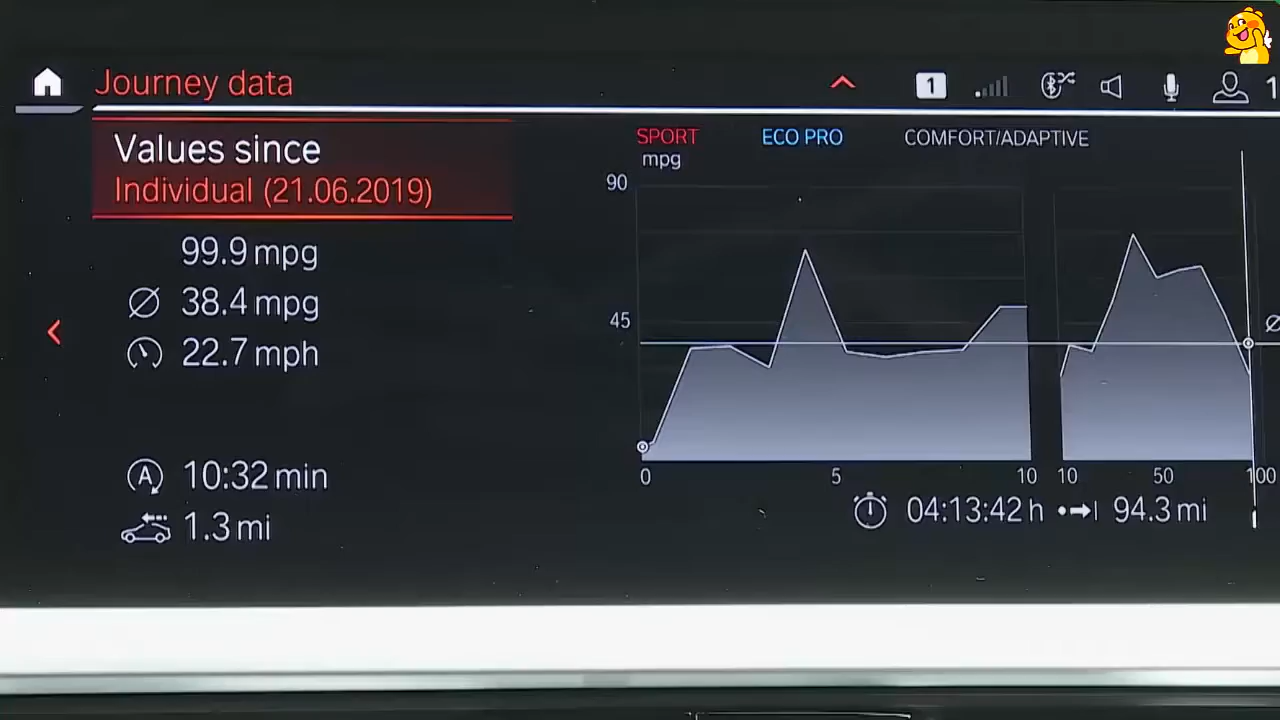 Journey data
1
1
Values since
Individual (21.06.2019)
99.9 mpg
Ø 38.4 mpg
22.7 mph
A 10:32 min
1.3 mi
SPORT ECO PRO COMFORT/ADAPTIVE
mpg
90
45
Ø
0 5 10 10 50 100
04:13:42 h 94.3 mi